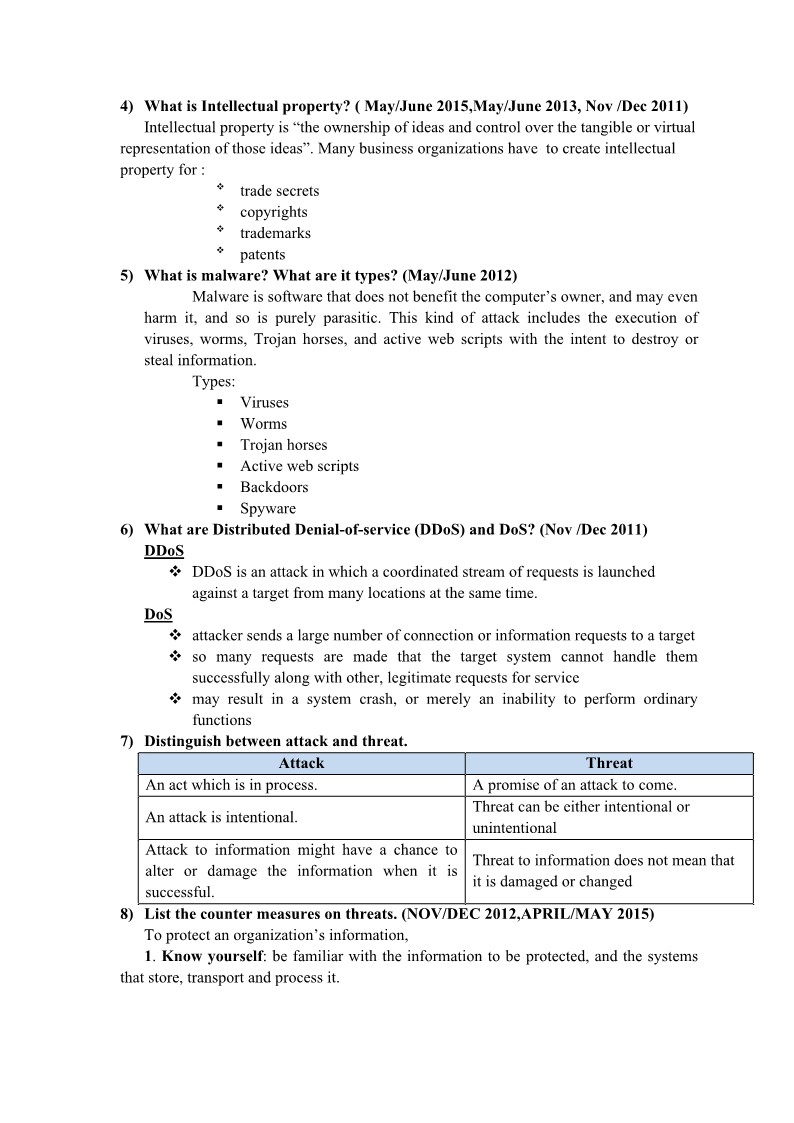 4) What is Intellectual property? ( May/June 2015,May/June 2013, Nov /Dec 2011)
Intellectual property is “the ownership of ideas and control over the tangible or virtual
representation of those ideas”. Many business organizations have to create intellectual
property for :
❖ trade secrets
❖ copyrights
❖ trademarks
❖ patents
5) What is malware? What are it types? (May/June 2012)
Malware is software that does not benefit the computer’s owner, and may even
harm it, and so is purely parasitic. This kind of attack includes the execution of
viruses, worms, Trojan horses, and active web scripts with the intent to destroy or
steal information.
Types:
▪ Viruses
▪ Worms
▪ Trojan horses
▪ Active web scripts
▪ Backdoors
▪ Spyware
6) What are Distributed Denial-of-service (DDoS) and DoS? (Nov /Dec 2011)
DDoS
❖ DDoS is an attack in which a coordinated stream of requests is launched
against a target from many locations at the same time.
DoS
❖ attacker sends a large number of connection or information requests to a target
❖ so many requests are made that the target system cannot handle them
successfully along with other, legitimate requests for service
❖ may result in a system crash, or merely an inability to perform ordinary
functions
7) Distinguish between attack and threat.
Attack Threat
An act which is in process. A promise of an attack to come.
An attack is intentional.
Threat can be either intentional or
unintentional
Attack to information might have a chance to
alter or damage the information when it is
successful.
Threat to information does not mean that
it is damaged or changed
8) List the counter measures on threats. (NOV/DEC 2012,APRIL/MAY 2015)
To protect an organization’s information,
1. Know yourself: be familiar with the information to be protected, and the systems
that store, transport and process it.